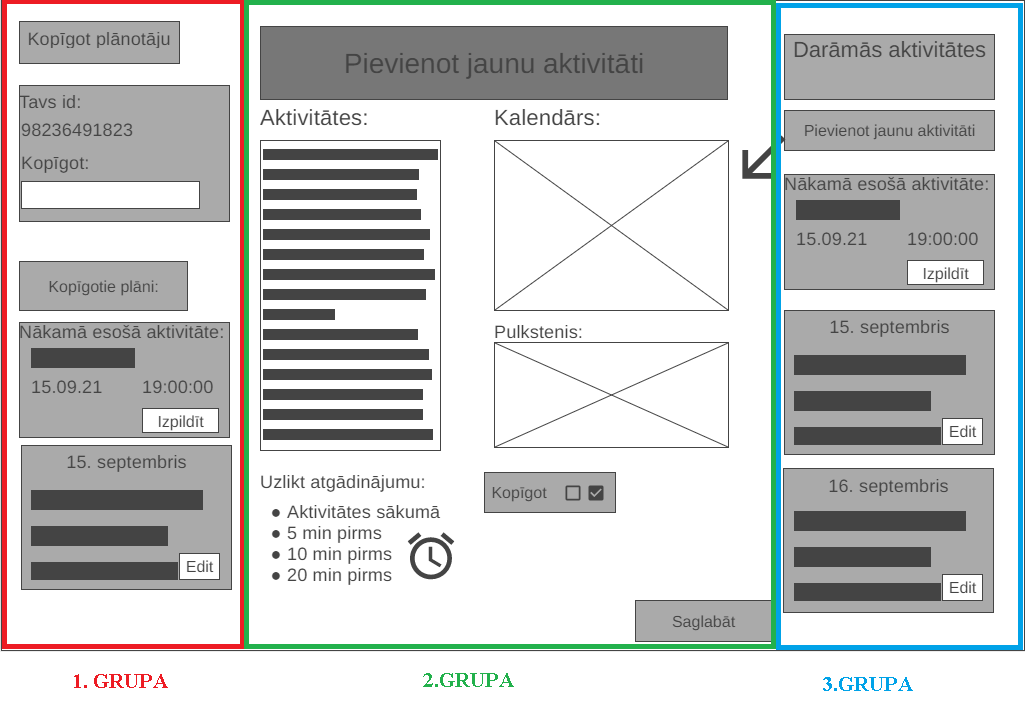 Kopīgot plānotāju
Tavs id:
98236491823
Kopīgot:
Kopīgotie plāni:
Nākamā esošā aktivitāte:
15.09.21 19:00:00
Izpildīt
15. septembris
Edit
Pievienot jaunu aktivitāti
Aktivitātes:
Kalendārs:
Pulkstenis:
Uzlikt atgādinājumu:
● Aktivitātes sākumā
● 5 min pirms
● 10 min pirms
● 20 min pirms
Kopīgot
Saglabāt
Darāmās aktivitātes
Pievienot jaunu aktivitāti
Nākamā esošā aktivitāte:
15.09.21 19:00:00
Izpildīt
15. septembris
Edit
16. septembris
Edit
1. GRUPA
2.GRUPA
3.GRUPA